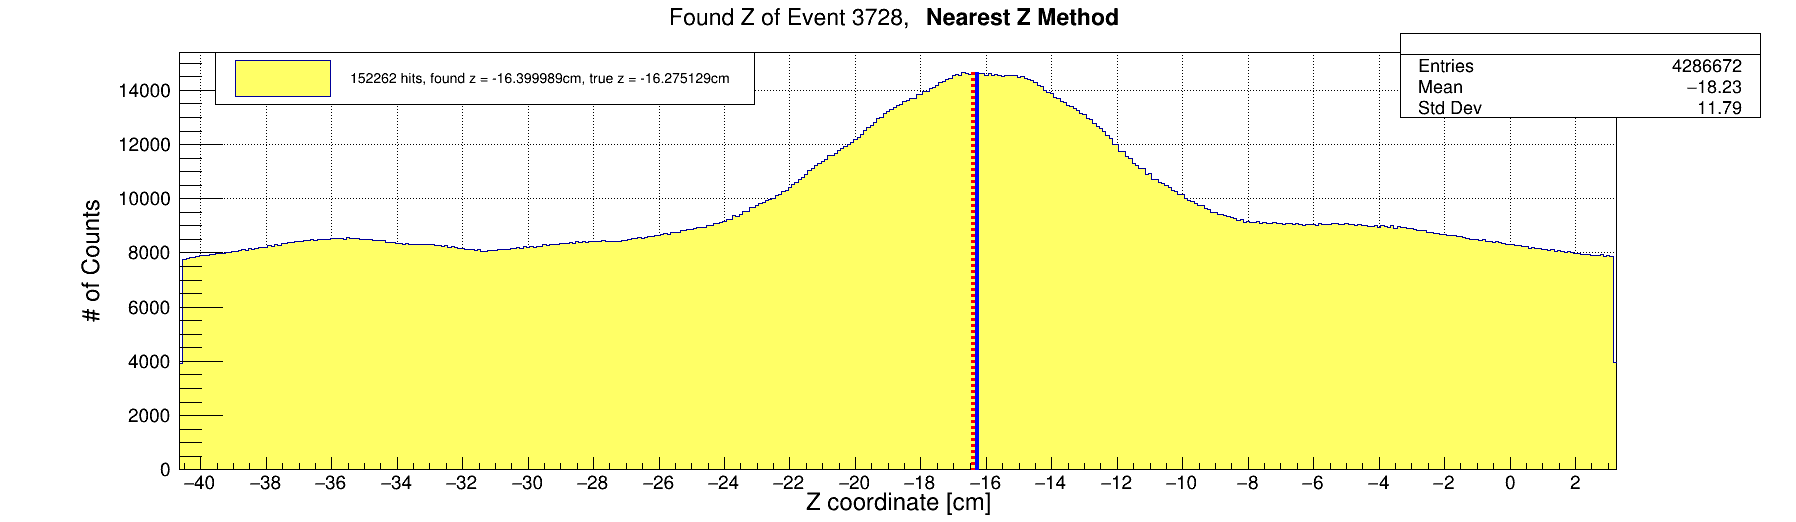 Found Z of Event 3728, Nearest Z Method
152262 hits, found z = -16.399989cm, true z = -16.275129cm
Entries 4286672
Mean −18.23
Std Dev 11.79
# of Counts
14000
12000
10000
8000
6000
4000
2000
0
−40 −38 −36 −34 −32 −30 −28 −26 −24 −22 −20 −18 −16 −14 −12 −10 −8 −6 −4 −2 0 2
Z coordinate [cm]